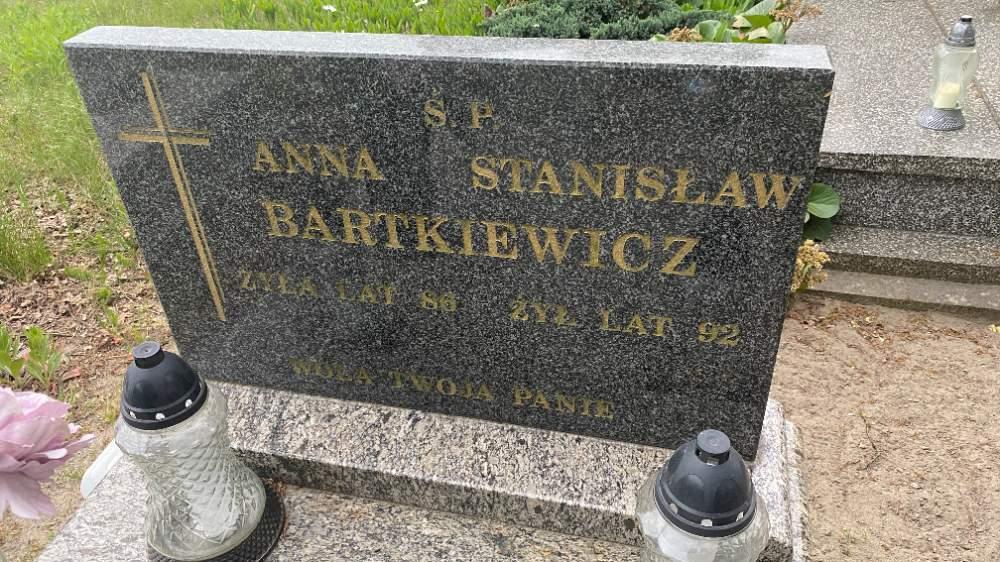 Ś. P.
ANNA STANISŁAW
BARTKIEWICZ
ŻYŁA LAT 86 ŻYŁ LAT 92
WOLA TWOJA PANIE